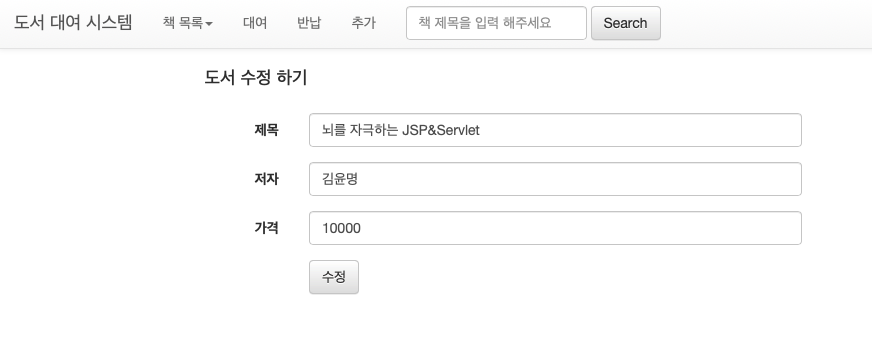 도서 대여 시스템 책 목록 대여 반납 추가 책 제목을 입력 해주세요 Search
도서 수정 하기
제목 뇌를 자극하는 JSP&Servlet
저자 김윤명
가격 10000
수정